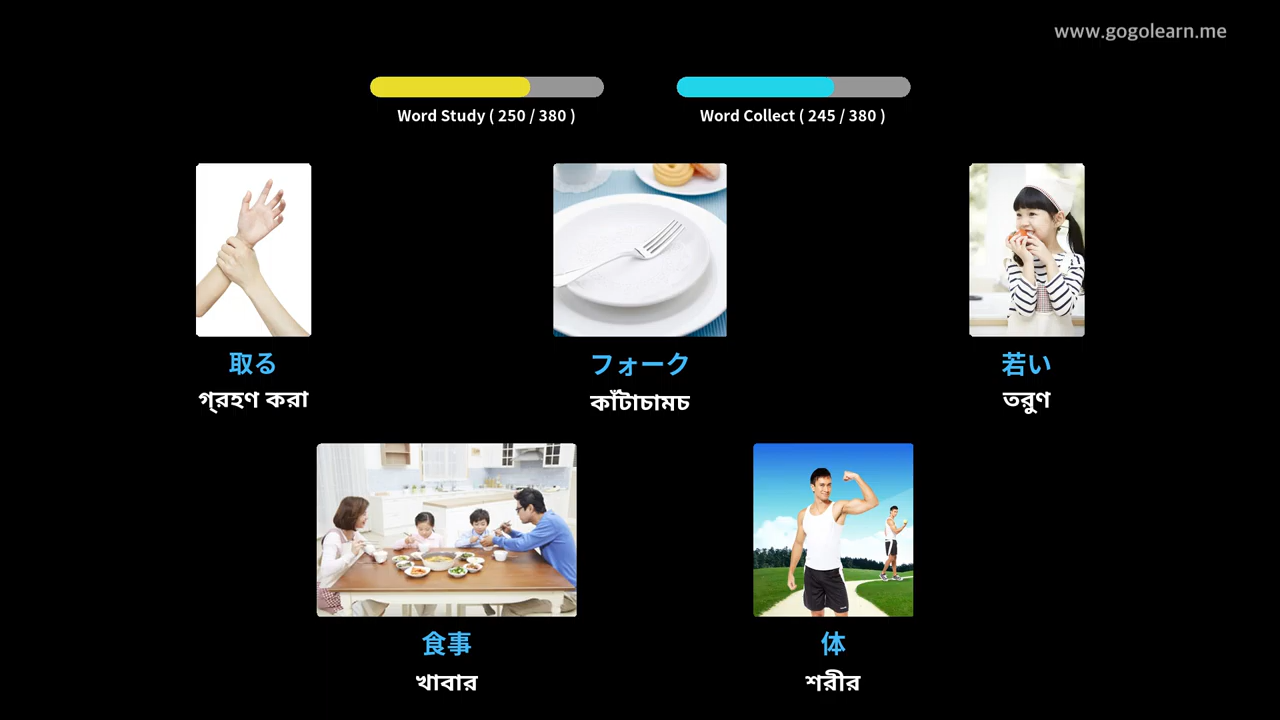 www.gogolearn.me
Word Study ( 250 / 380 )
Word Collect ( 245 / 380 )
取る
フォーク
若い
গ্রহণ করা
কাঁটাচামচ
তরুণ
食事
体
খাবার
শরীর